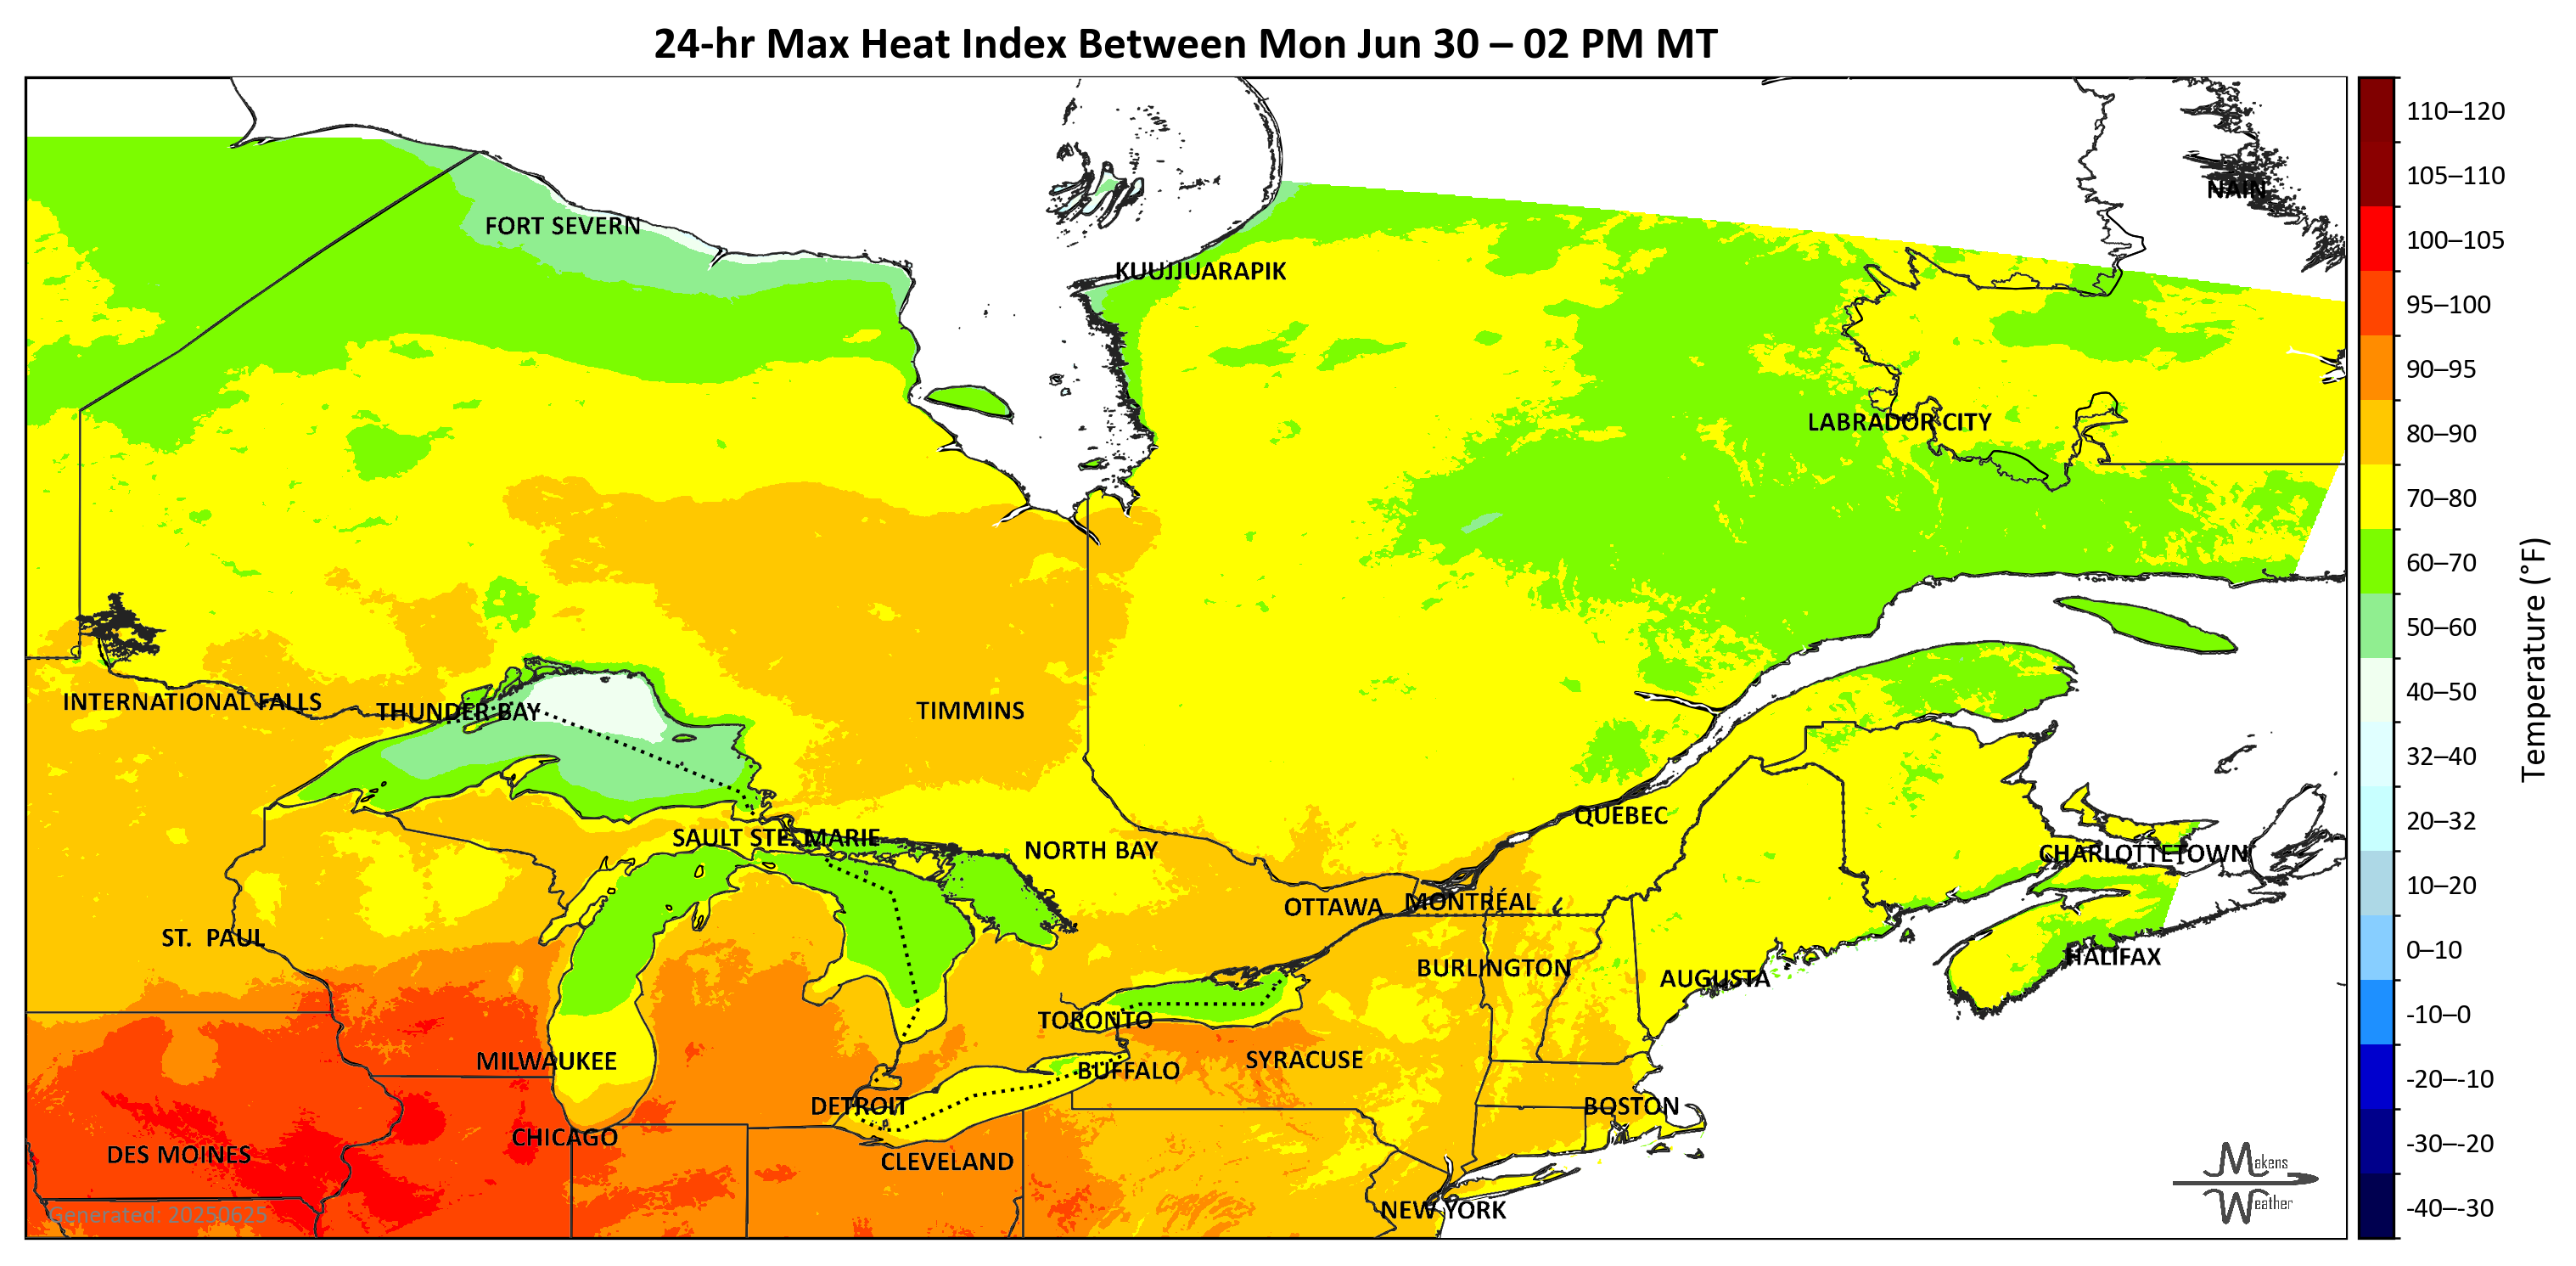 24-hr Max Heat Index Between Mon Jun 30 – 02 PM MT
110–120
105–110
100–105
95–100
90–95
80–90
70–80
60–70
50–60
40–50
32–40
20–32
10–20
0–10
-10–0
-20–-10
-30–-20
-40–-30
Temperature (°F)
NAIN
FORT SEVERN
KUUJJUARAPIK
LABRADOR CITY
INTERNATIONAL FALLS
THUNDER BAY
TIMMINS
QUEBEC
SAULT STE. MARIE
NORTH BAY
CHARLOTTETOWN
OTTAWA
MONTRÉAL
ST. PAUL
BURLINGTON
AUGUSTA
HALIFAX
TORONTO
MILWAUKEE
SYRACUSE
BUFFALO
DETROIT
BOSTON
CHICAGO
DES MOINES
CLEVELAND
NEW YORK
Generated: 20250625
Makens
Weather